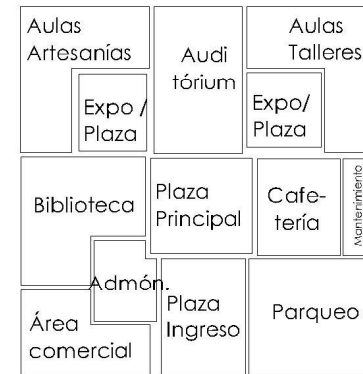 Aulas
Artesanías
Audi
tórium
Aulas
Talleres
Expo /
Plaza
Expo/
Plaza
Biblioteca
Plaza
Principal
Cafe-
tería
Mantenimiento
Admón.
Área
comercial
Plaza
Ingreso
Parqueo